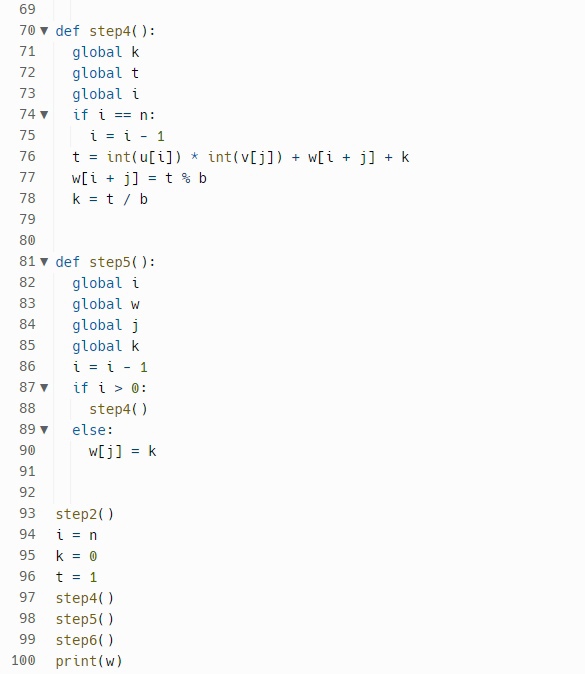 69
70 ▼ def step4():
71 global k
72 global t
73 global i
74 ▼ if i == n:
75 i = i - 1
76 t = int(u[i]) * int(v[j]) + w[i + j] + k
77 w[i + j] = t % b
78 k = t / b
79
80
81 ▼ def step5():
82 global i
83 global w
84 global j
85 global k
86 i = i - 1
87 ▼ if i > 0:
88 step4()
89 ▼ else:
90 w[j] = k
91
92
93 step2()
94 i = n
95 k = 0
96 t = 1
97 step4()
98 step5()
99 step6()
100 print(w)